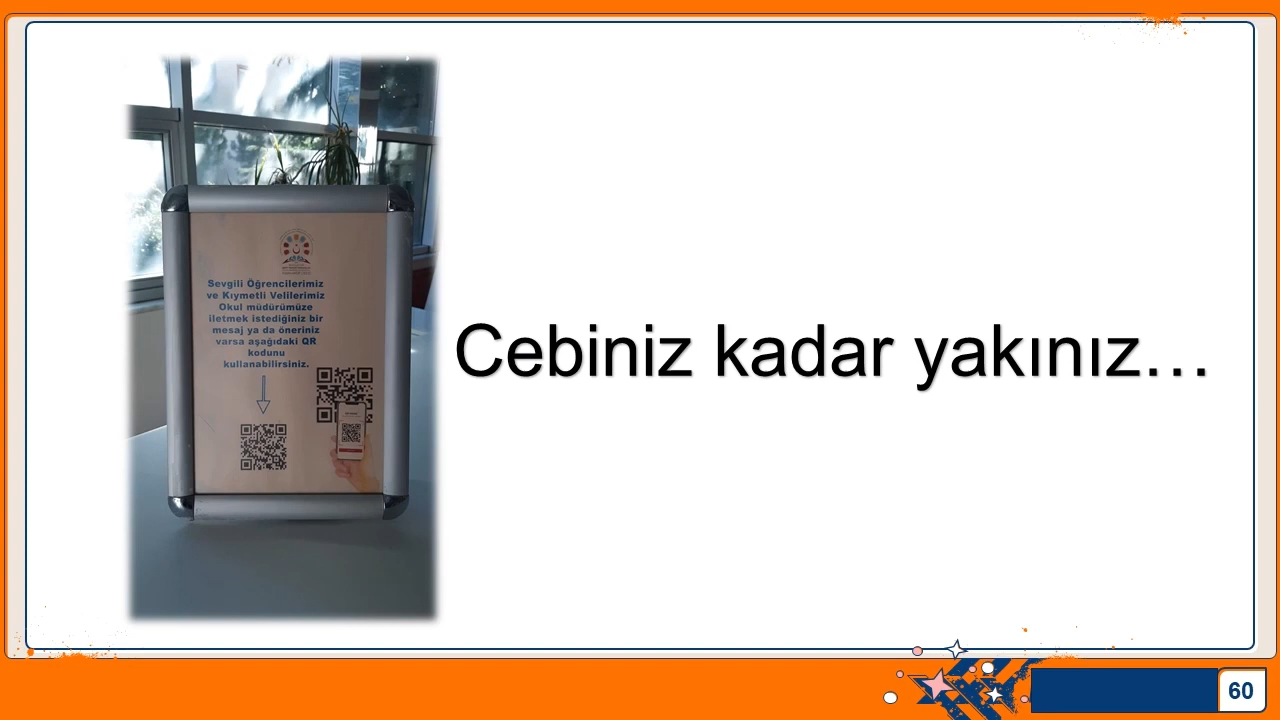 Sevgili Öğrencilerimiz
ve Kıymetli Velilerimiz
Okul müdürümüze
iletmek istediğiniz bir
mesaj ya da öneriniz
varsa aşağıdaki QR
kodunu
kullanabilirsiniz.
Cebiniz kadar yakınız…
60